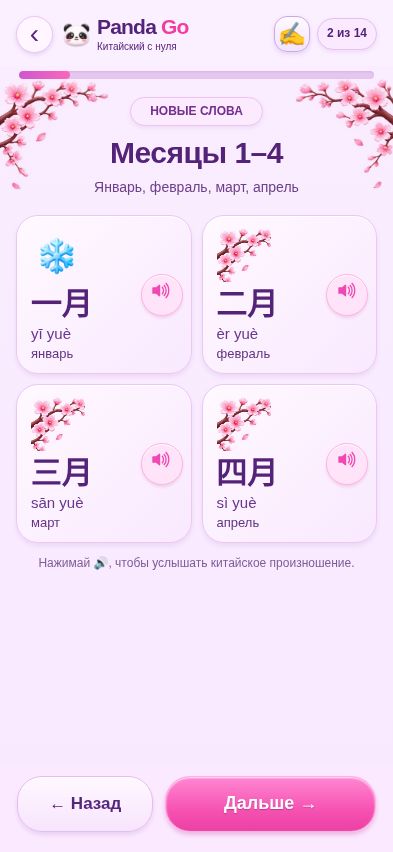 Panda Go
Китайский с нуля
2 из 14
НОВЫЕ СЛОВА
Месяцы 1–4
Январь, февраль, март, апрель
一月
yī yuè
январь
二月
èr yuè
февраль
三月
sān yuè
март
四月
sì yuè
апрель
Нажимай 🔊, чтобы услышать китайское произношение.
← Назад
Дальше →